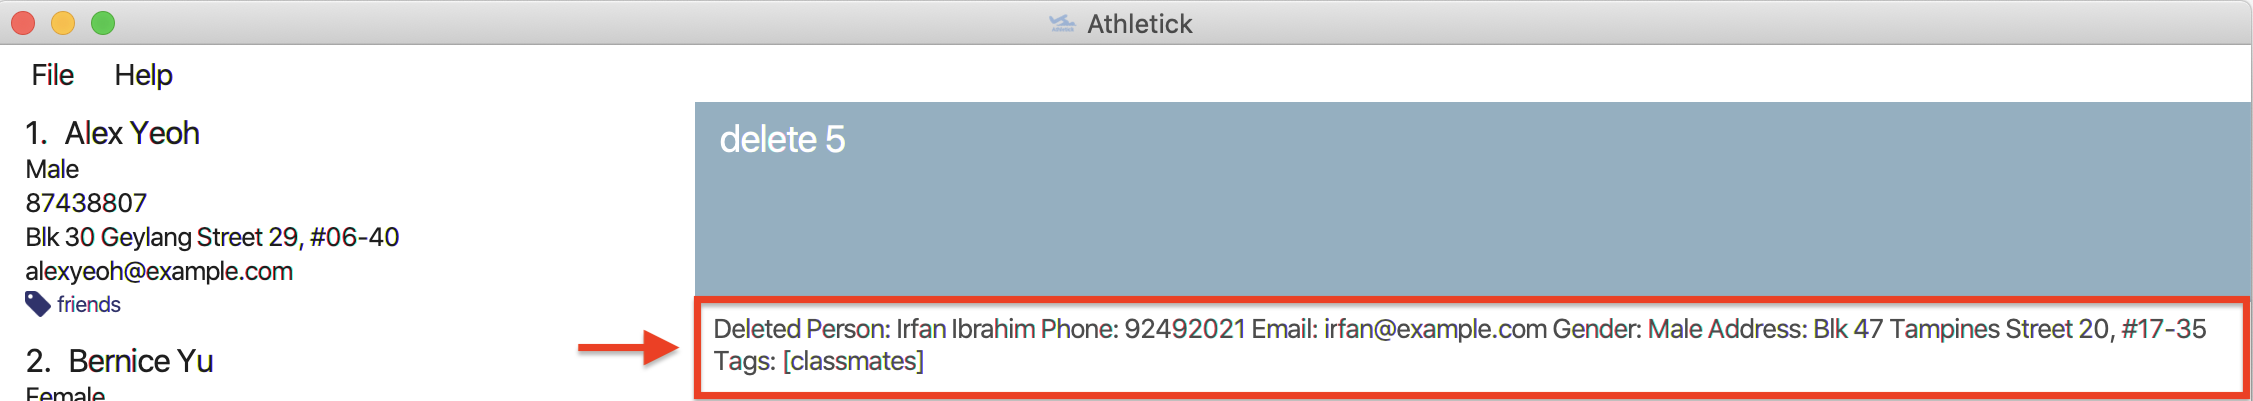 Athletick
File Help
1. Alex Yeoh
Male
87438807
Blk 30 Geylang Street 29, #06-40
alexyeoh@example.com
friends
2. Bernice Yu
Female
delete 5
Deleted Person: Irfan Ibrahim Phone: 92492021 Email: irfan@example.com Gender: Male Address: Blk 47 Tampines Street 20, #17-35
Tags: [classmates]